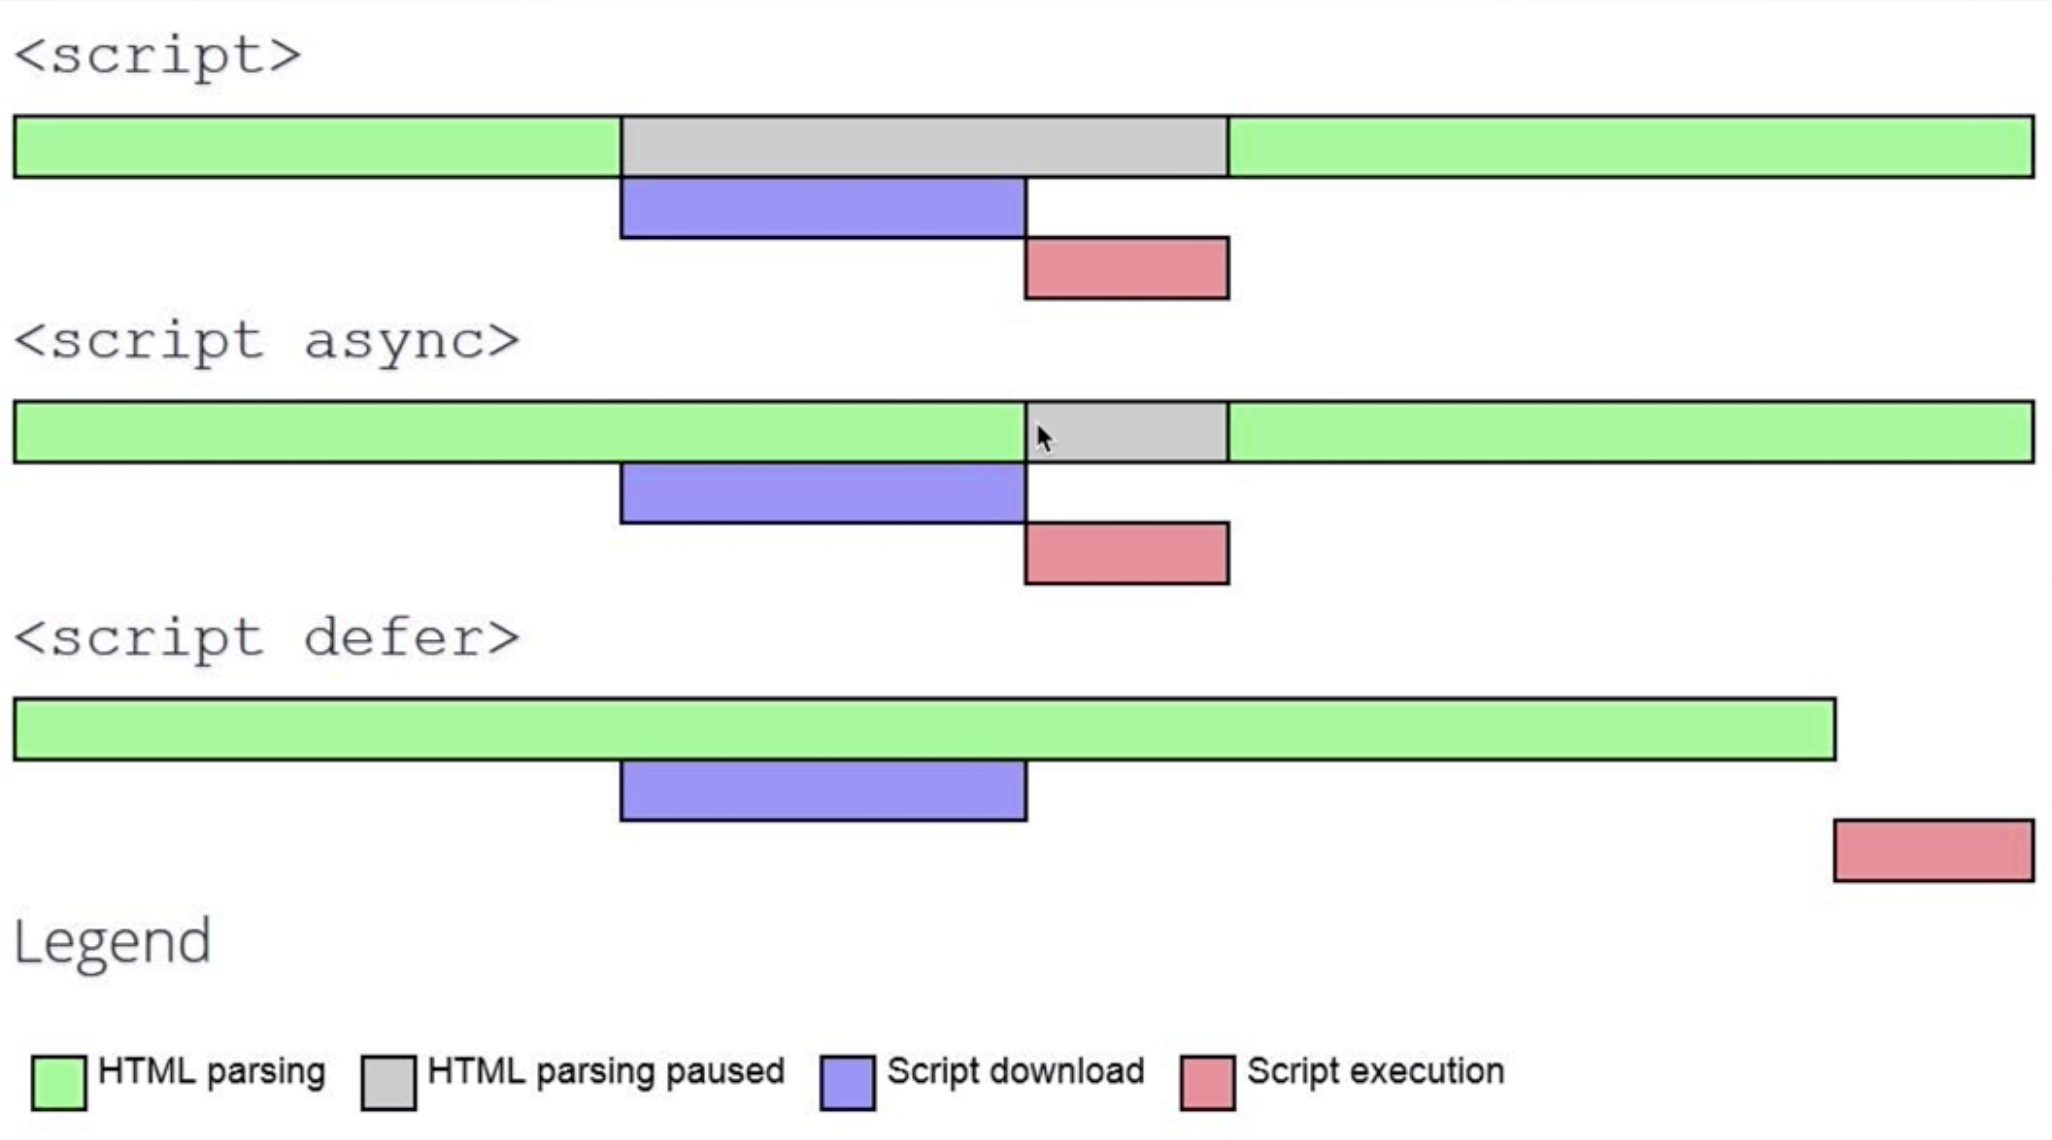 <script>
<script async>
<script defer>
Legend
HTML parsing HTML parsing paused Script download Script execution